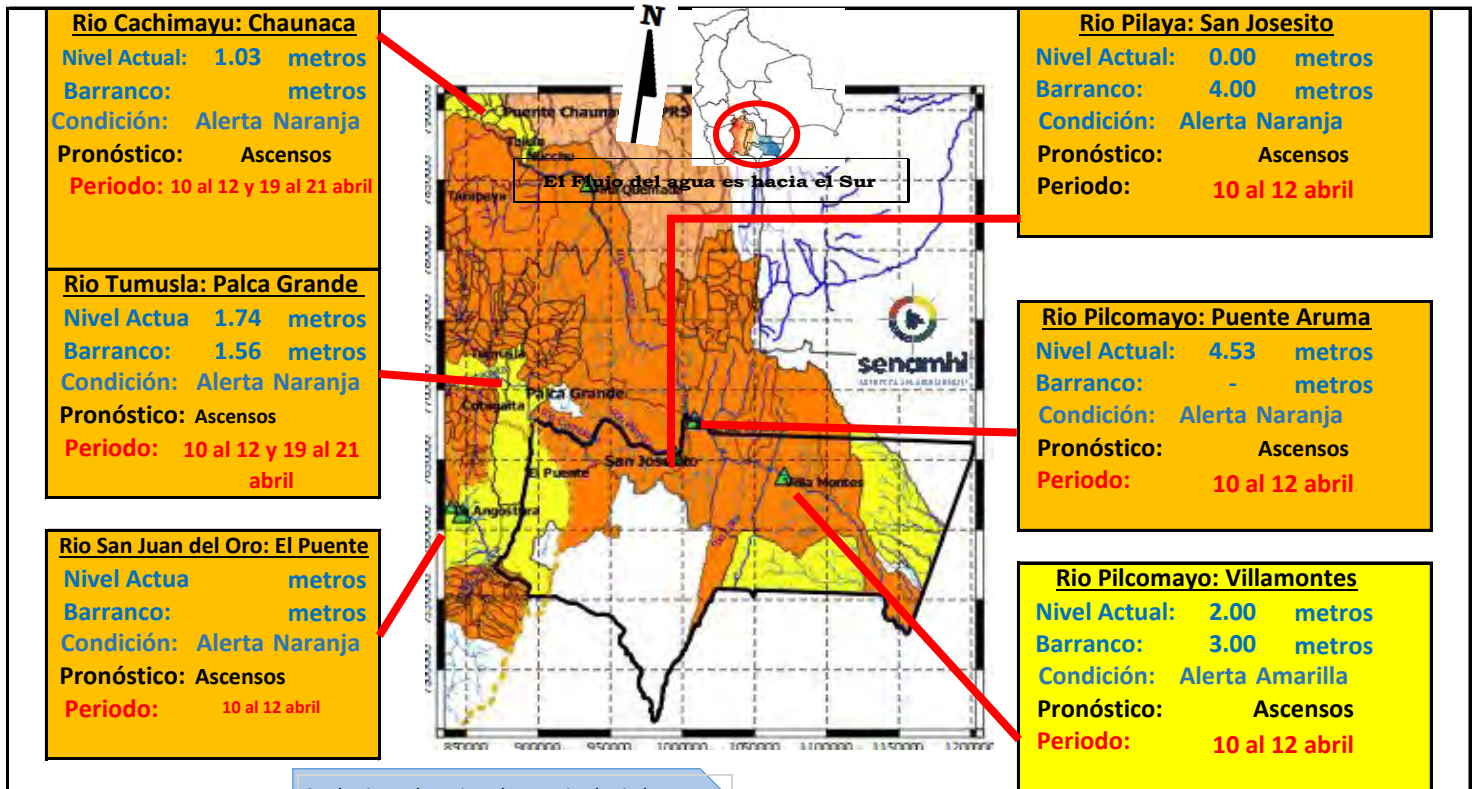 Rio Cachimayu: Chaunaca
Nivel Actual: 1.03 metros
Barranco: metros
Condición: Alerta Naranja
Pronóstico: Ascensos
Periodo: 10 al 12 y 19 al 21 abril
Rio Tumusla: Palca Grande
Nivel Actua 1.74 metros
Barranco: 1.56 metros
Condición: Alerta Naranja
Pronóstico: Ascensos
Periodo: 10 al 12 y 19 al 21
abril
Rio San Juan del Oro: El Puente
Nivel Actua metros
Barranco: metros
Condición: Alerta Naranja
Pronóstico: Ascensos
Periodo: 10 al 12 abril
N
Puente Chauna
Talula
Ñucchu
El Flujo del agua es hacia el Sur
Tarapaya
Quemada
senamhi
Tumusla
Palca Grande
Cotagaita
San Josesito
El Puente
Villa Montes
La Angostura
850000 900000 950000 1000000 1050000 1100000 1150000 1200000
Rio Pilaya: San Josesito
Nivel Actual: 0.00 metros
Barranco: 4.00 metros
Condición: Alerta Naranja
Pronóstico: Ascensos
Periodo: 10 al 12 abril
Rio Pilcomayo: Puente Aruma
Nivel Actual: 4.53 metros
Barranco: - metros
Condición: Alerta Naranja
Pronóstico: Ascensos
Periodo: 10 al 12 abril
Rio Pilcomayo: Villamontes
Nivel Actual: 2.00 metros
Barranco: 3.00 metros
Condición: Alerta Amarilla
Pronóstico: Ascensos
Periodo: 10 al 12 abril